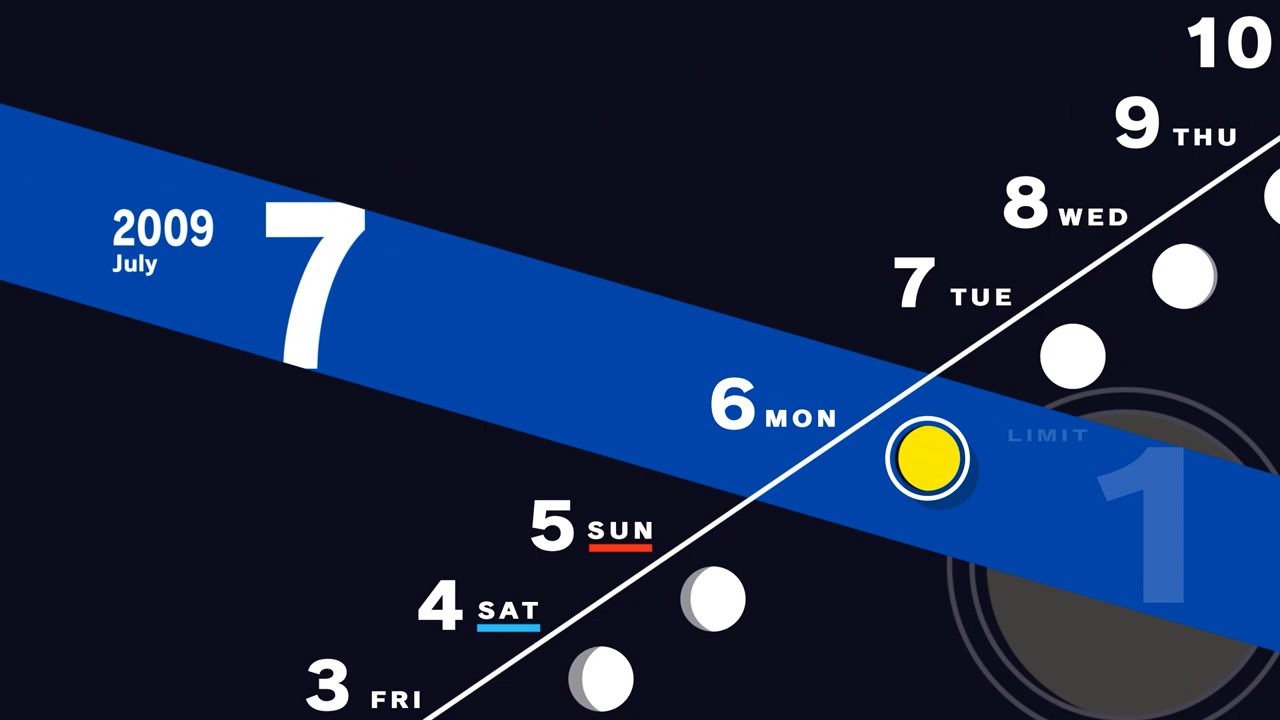 10
9 THU
8 WED
2009
July
7
7 TUE
6 MON
LIMIT
1
5 SUN
4 SAT
3 FRI